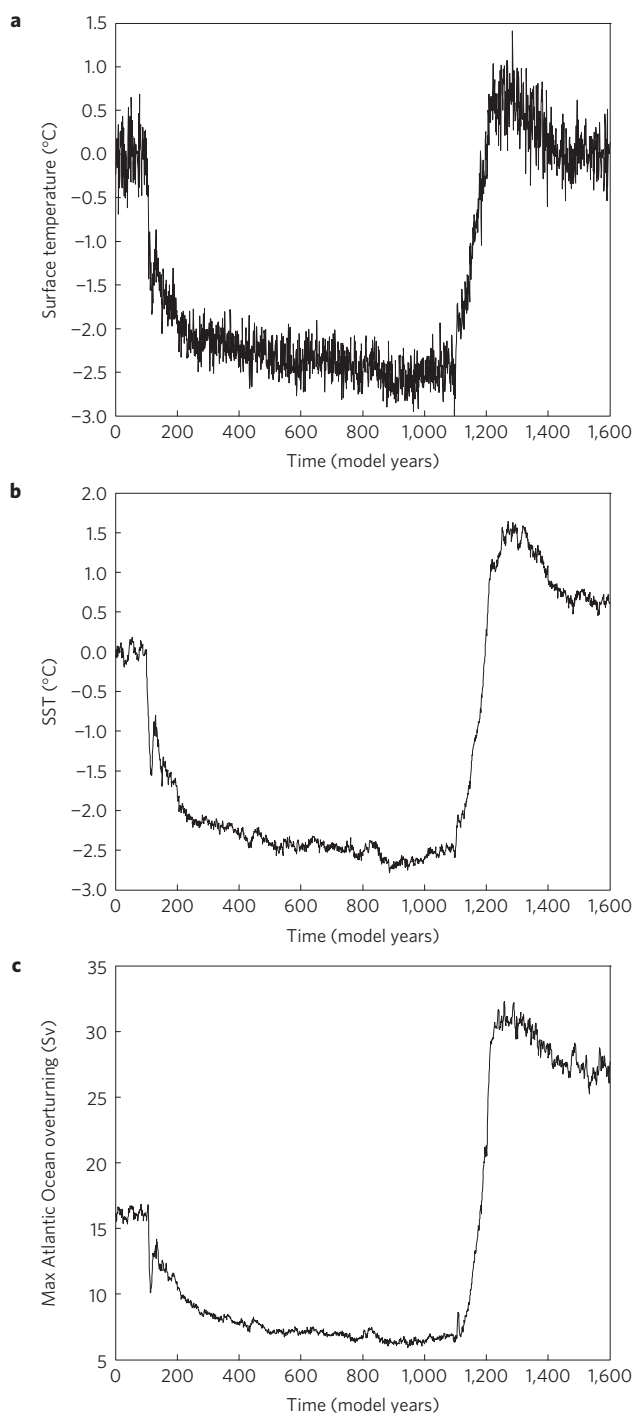 a
Surface temperature (°C)
1.5
1.0
0.5
0.0
−0.5
−1.0
−1.5
−2.0
−2.5
−3.0
0 200 400 600 800 1,000 1,200 1,400 1,600
Time (model years)
b
SST (°C)
2.0
1.5
1.0
0.5
0.0
−0.5
−1.0
−1.5
−2.0
−2.5
−3.0
0 200 400 600 800 1,000 1,200 1,400 1,600
Time (model years)
c
Max Atlantic Ocean overturning (Sv)
35
30
25
20
15
10
5
0 200 400 600 800 1,000 1,200 1,400 1,600
Time (model years)